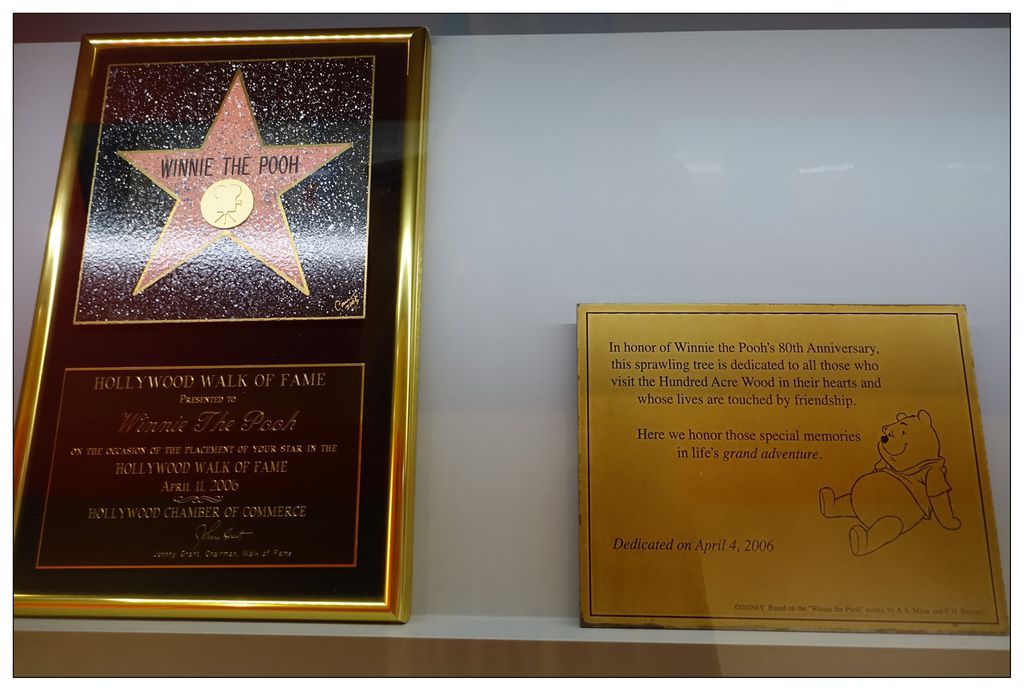 WINNIE THE POOH
HOLLYWOOD WALK OF FAME
PRESENTED TO
Winnie The Pooh
ON THE OCCASION OF THE PLACEMENT OF YOUR STAR IN THE
HOLLYWOOD WALK OF FAME
APRIL 11, 2006
HOLLYWOOD CHAMBER OF COMMERCE
Johnny Grant, Chairman, Walk of Fame
In honor of Winnie the Pooh's 80th Anniversary,
this sprawling tree is dedicated to all those who
visit the Hundred Acre Wood in their hearts and
whose lives are touched by friendship.
Here we honor those special memories
in life's grand adventure.
Dedicated on April 4, 2006
©DISNEY. Based on the "Winnie the Pooh" works, by A.A. Milne and E.H. Shepard